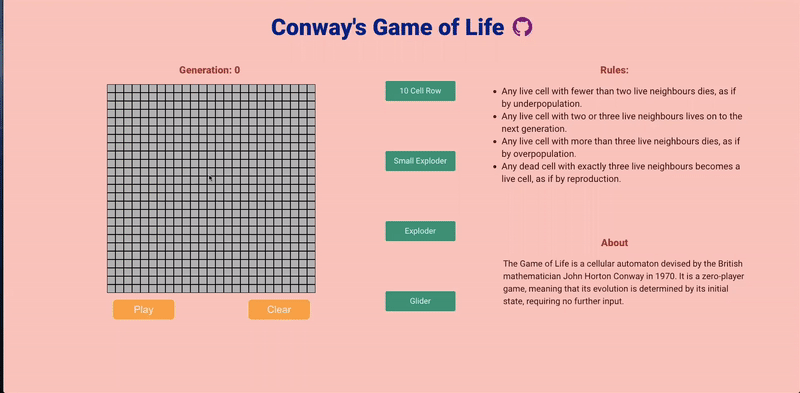 Conway's Game of Life
Generation: 0
Play
Clear
10 Cell Row
Small Exploder
Exploder
Glider
Rules:
Any live cell with fewer than two live neighbours dies, as if
by underpopulation.
Any live cell with two or three live neighbours lives on to the
next generation.
Any live cell with more than three live neighbours dies, as if
by overpopulation.
Any dead cell with exactly three live neighbours becomes a
live cell, as if by reproduction.
About
The Game of Life is a cellular automaton devised by the British
mathematician John Horton Conway in 1970. It is a zero-player
game, meaning that its evolution is determined by its initial
state, requiring no further input.